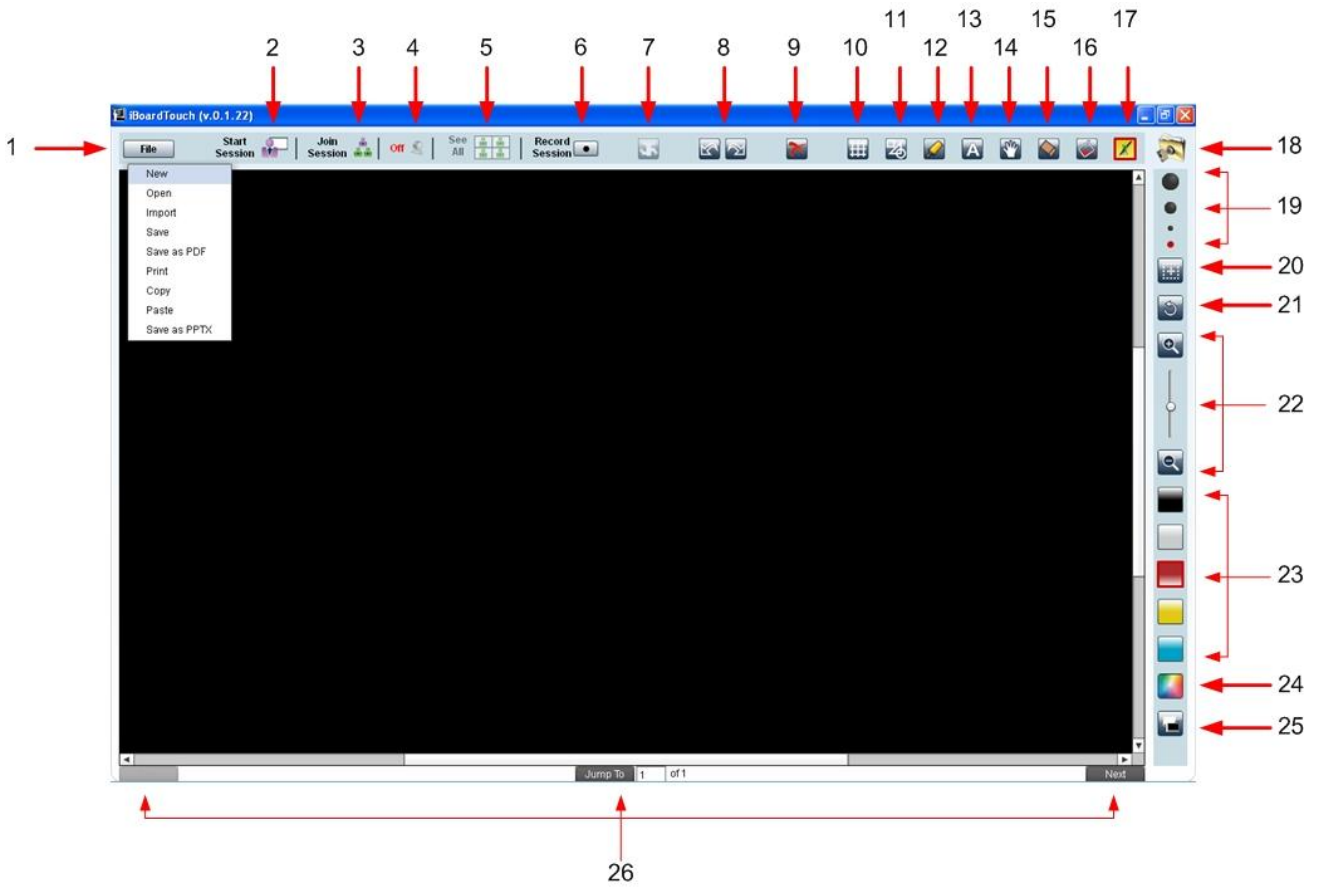 11 13 15 17
2 3 4 5 6 7 8 9 10 12 14 16
iBoardTouch (v.0.1.22)
1
File
Start Session
Join Session
Off
See All
Record Session
A
18
New
Open
Import
Save
Save as PDF
Print
Copy
Paste
Save as PPTX
19
20
21
22
23
24
25
Jump To 1 of 1 Next
26